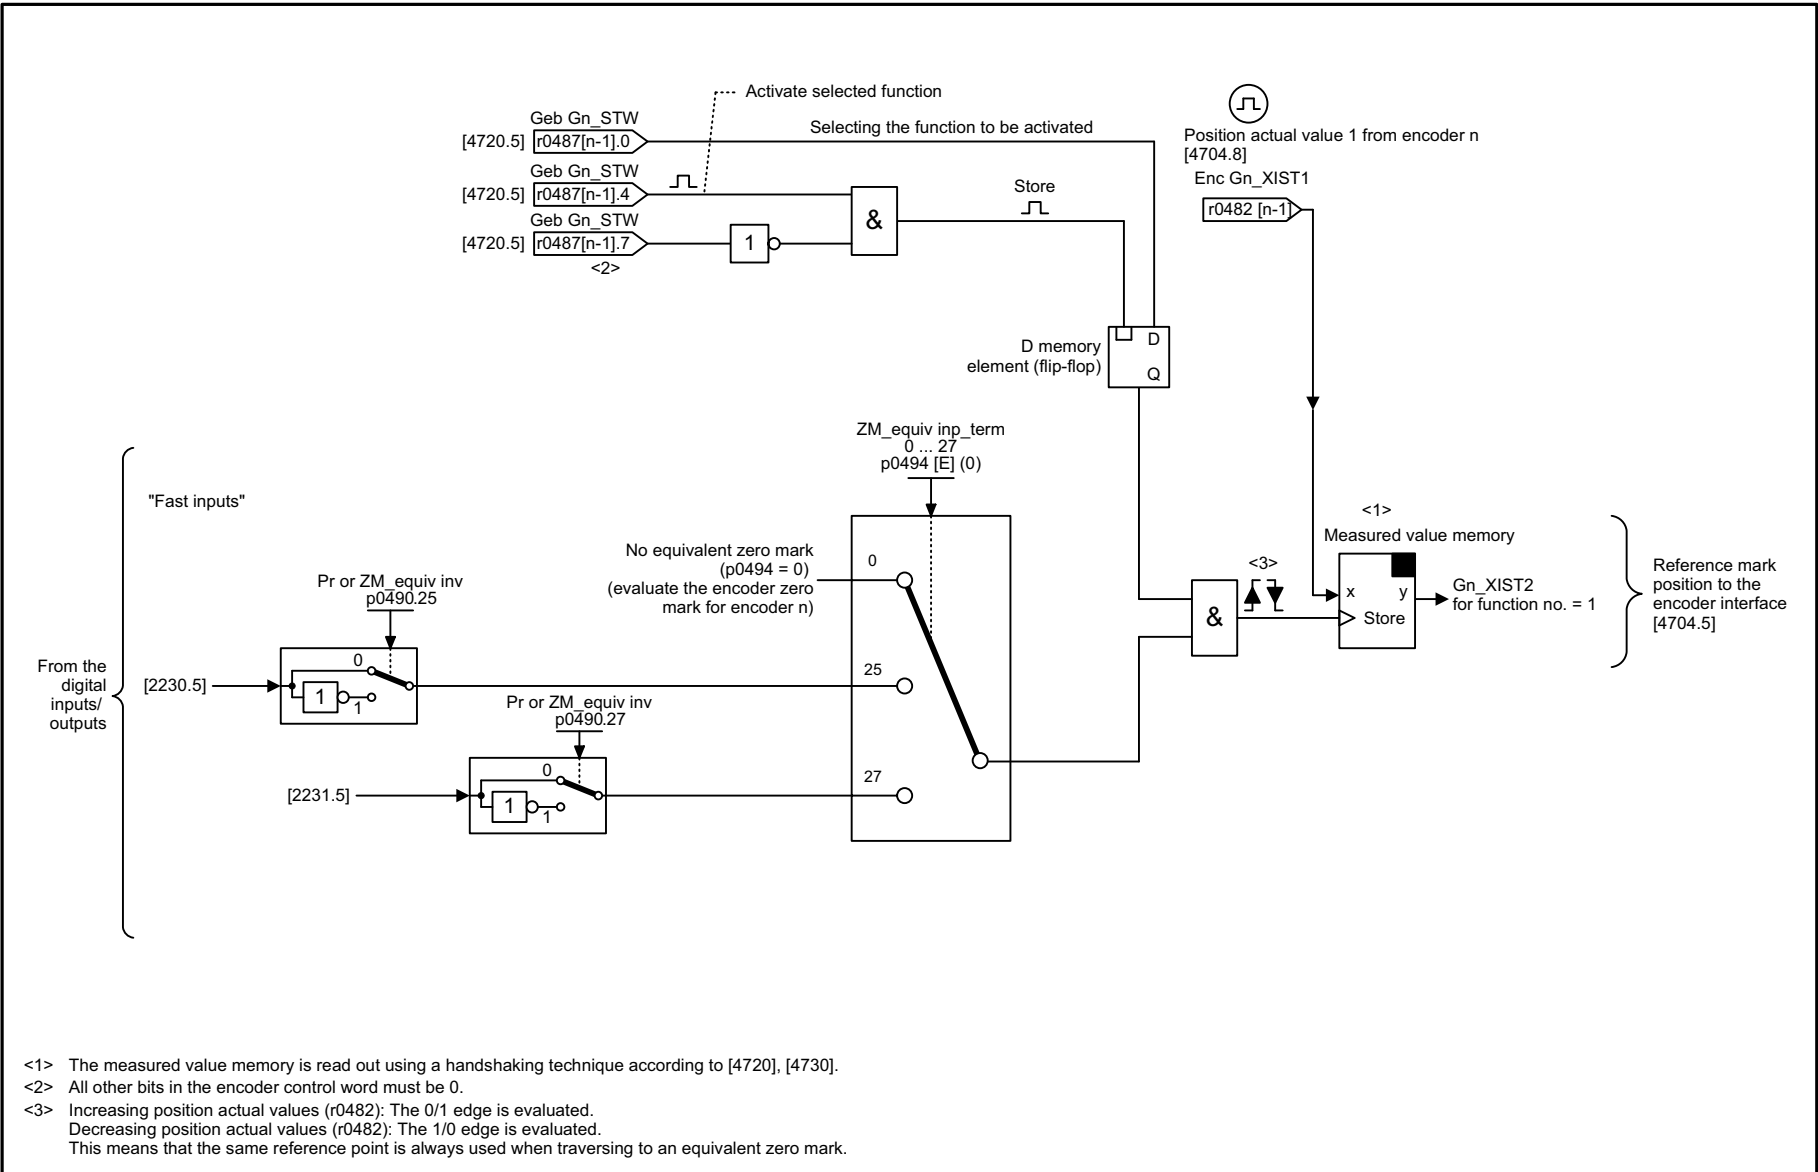 Activate selected function
Geb Gn_STW
[4720.5] r0487[n-1].0
Selecting the function to be activated
Geb Gn_STW
[4720.5] r0487[n-1].4
Geb Gn_STW
[4720.5] r0487[n-1].7
<2>
1
&
Store
Position actual value 1 from encoder n
[4704.8]
Enc Gn_XIST1
r0482 [n-1]
D memory
element (flip-flop)
D
Q
ZM_equiv inp_term
0 ... 27
p0494 [E] (0)
"Fast inputs"
No equivalent zero mark
(p0494 = 0)
(evaluate the encoder zero
mark for encoder n)
0
25
27
Pr or ZM_equiv inv
p0490.25
From the
digital
inputs/
outputs
[2230.5]
0
1
1
Pr or ZM_equiv inv
p0490.27
[2231.5]
0
1
1
&
<3>
<1>
Measured value memory
x
y
Store
Gn_XIST2
for function no. = 1
Reference mark
position to the
encoder interface
[4704.5]
<1> The measured value memory is read out using a handshaking technique according to [4720], [4730].
<2> All other bits in the encoder control word must be 0.
<3> Increasing position actual values (r0482): The 0/1 edge is evaluated.
Decreasing position actual values (r0482): The 1/0 edge is evaluated.
This means that the same reference point is always used when traversing to an equivalent zero mark.